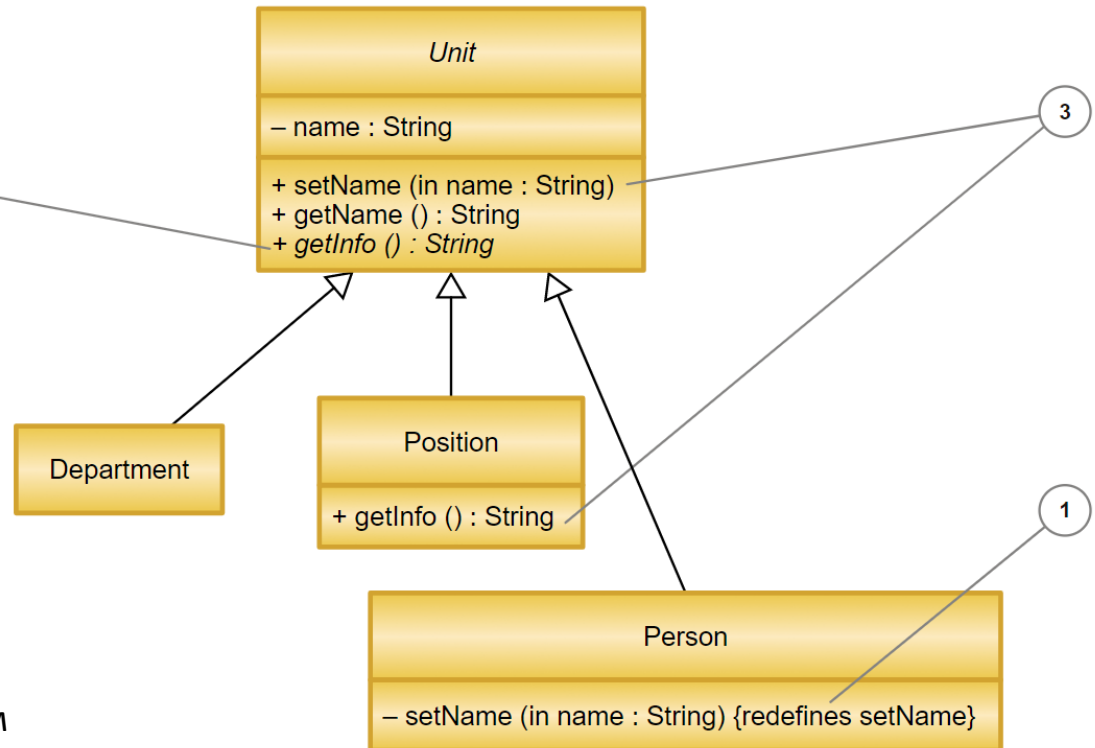 Unit
– name : String
3
+ setName (in name : String)
+ getName () : String
+ getInfo () : String
Department
Position
+ getInfo () : String
1
Person
– setName (in name : String) {redefines setName}